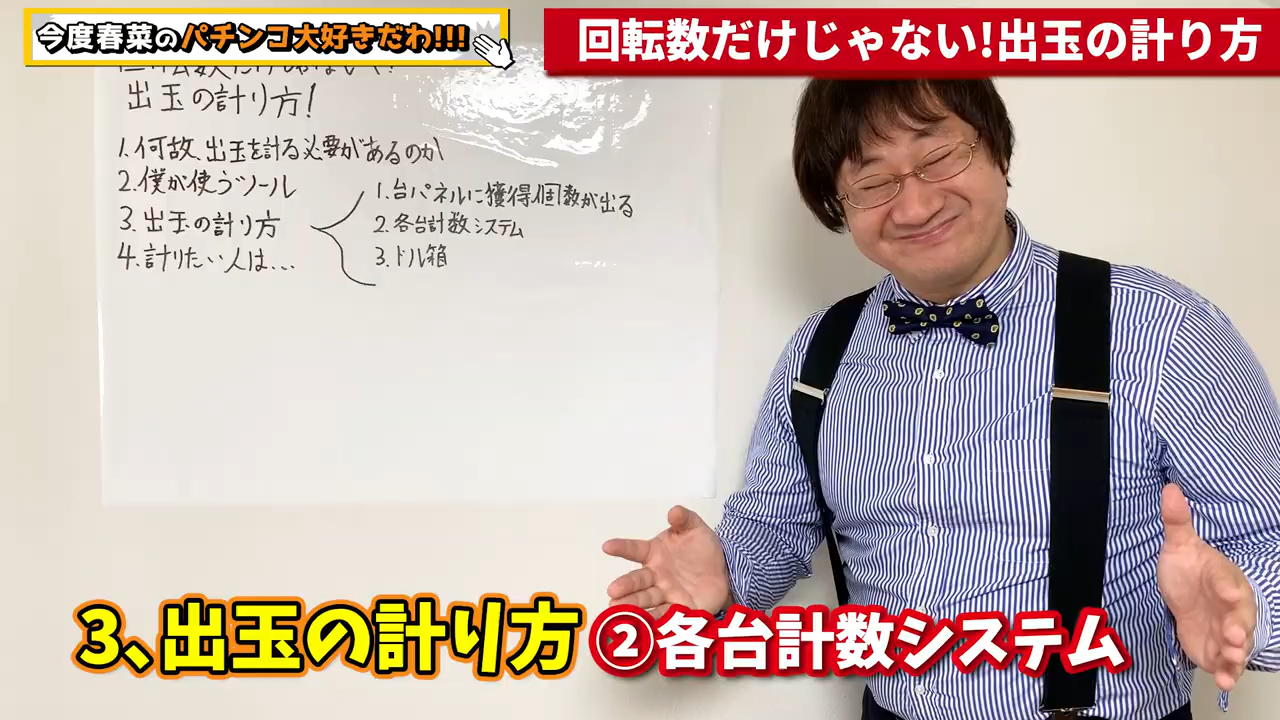 今度春菜のパチンコ大好きだわ!!!
回転数だけじゃない!出玉の計り方
出玉の計り方!
1.何故、出玉を計る必要があるのか
2.僕が使うツール
3.出玉の計り方
4.計りたい人は...
1.台パネルに獲得個数が出る
2.各台計数システム
3.ドル箱
3、出玉の計り方
②各台計数システム